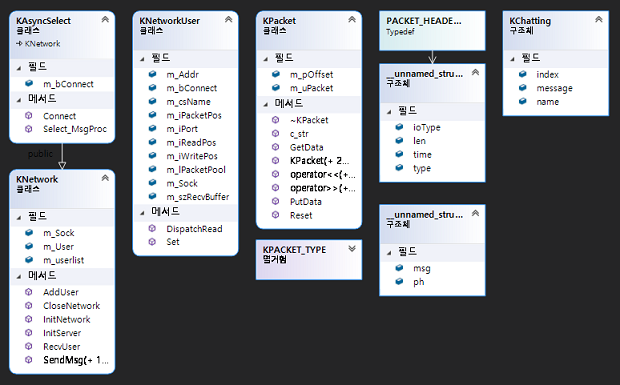 KAsyncSelect
클래스
KNetwork
필드
m_bConnect
메서드
Connect
Select_MsgProc
public
KNetwork
클래스
필드
m_Sock
m_User
m_userlist
메서드
AddUser
CloseNetwork
InitNetwork
InitServer
RecvUser
SendMsg(+ 1...
KNetworkUser
클래스
필드
m_Addr
m_bConnect
m_csName
m_iPacketPos
m_iPort
m_iReadPos
m_iWritePos
m_lPacketPool
m_Sock
m_szRecvBuffer
메서드
DispatchRead
Set
KPacket
클래스
필드
m_pOffset
m_uPacket
메서드
~KPacket
c_str
GetData
KPacket(+ 2...
operator<<(+...
operator>>(+...
PutData
Reset
KPACKET_TYPE
열거형
PACKET_HEADE...
Typedef
__unnamed_stru...
구조체
필드
ioType
len
time
type
__unnamed_stru...
구조체
필드
msg
ph
KChatting
구조체
필드
index
message
name